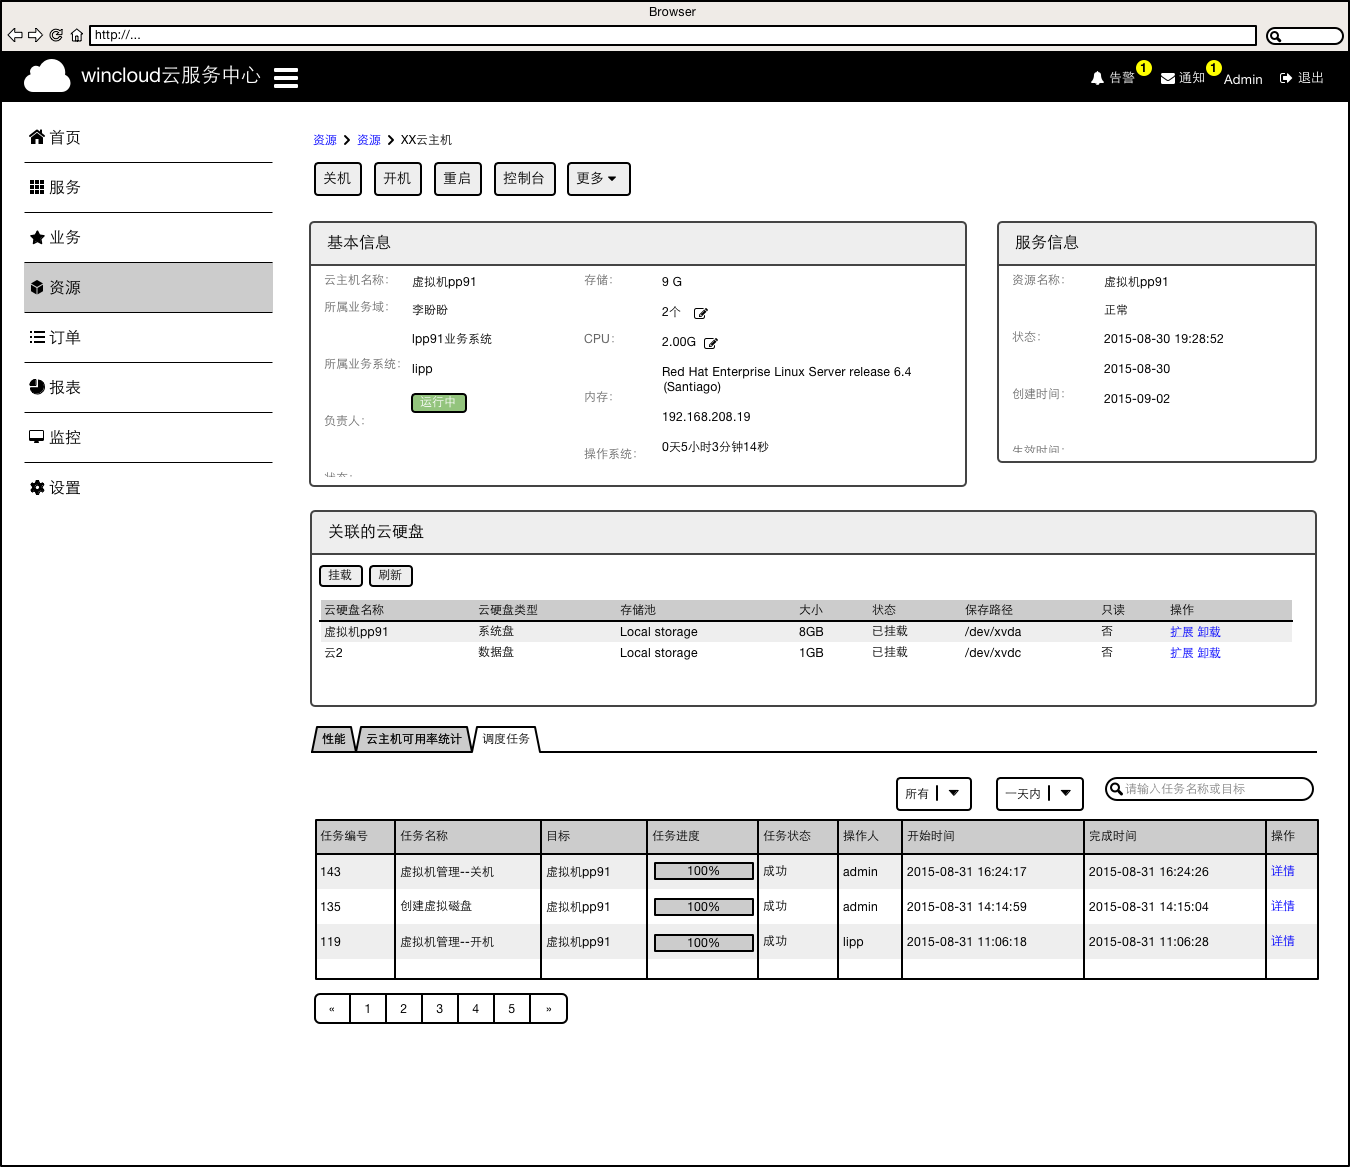 Browser
http://...
wincloud云服务中心
告警 1 通知 1 Admin 退出
首页
服务
业务
资源
订单
报表
监控
设置
资源 资源 XX云主机
关机 开机 重启 控制台 更多
基本信息
云主机名称: 虚拟机pp91 存储: 9 G
所属业务域: 李盼盼 2个
lpp91业务系统 CPU: 2.00G
所属业务系统: lipp Red Hat Enterprise Linux Server release 6.4
(Santiago)
运行中 内存:
负责人: 192.168.208.19
操作系统: 0天5小时3分钟14秒
状态:
服务信息
资源名称: 虚拟机pp91
正常
状态: 2015-08-30 19:28:52
2015-08-30
创建时间: 2015-09-02
生效时间:
关联的云硬盘
挂载 刷新
云硬盘名称 云硬盘类型 存储池 大小 状态 保存路径 只读 操作
虚拟机pp91 系统盘 Local storage 8GB 已挂载 /dev/xvda 否 扩展 卸载
云2 数据盘 Local storage 1GB 已挂载 /dev/xvdc 否 扩展 卸载
性能 云主机可用率统计 调度任务
所有 一天内 请输入任务名称或目标
任务编号 任务名称 目标 任务进度 任务状态 操作人 开始时间 完成时间 操作
143 虚拟机管理--关机 虚拟机pp91 100% 成功 admin 2015-08-31 16:24:17 2015-08-31 16:24:26 详情
135 创建虚拟磁盘 虚拟机pp91 100% 成功 admin 2015-08-31 14:14:59 2015-08-31 14:15:04 详情
119 虚拟机管理--开机 虚拟机pp91 100% 成功 lipp 2015-08-31 11:06:18 2015-08-31 11:06:28 详情
« 1 2 3 4 5 »